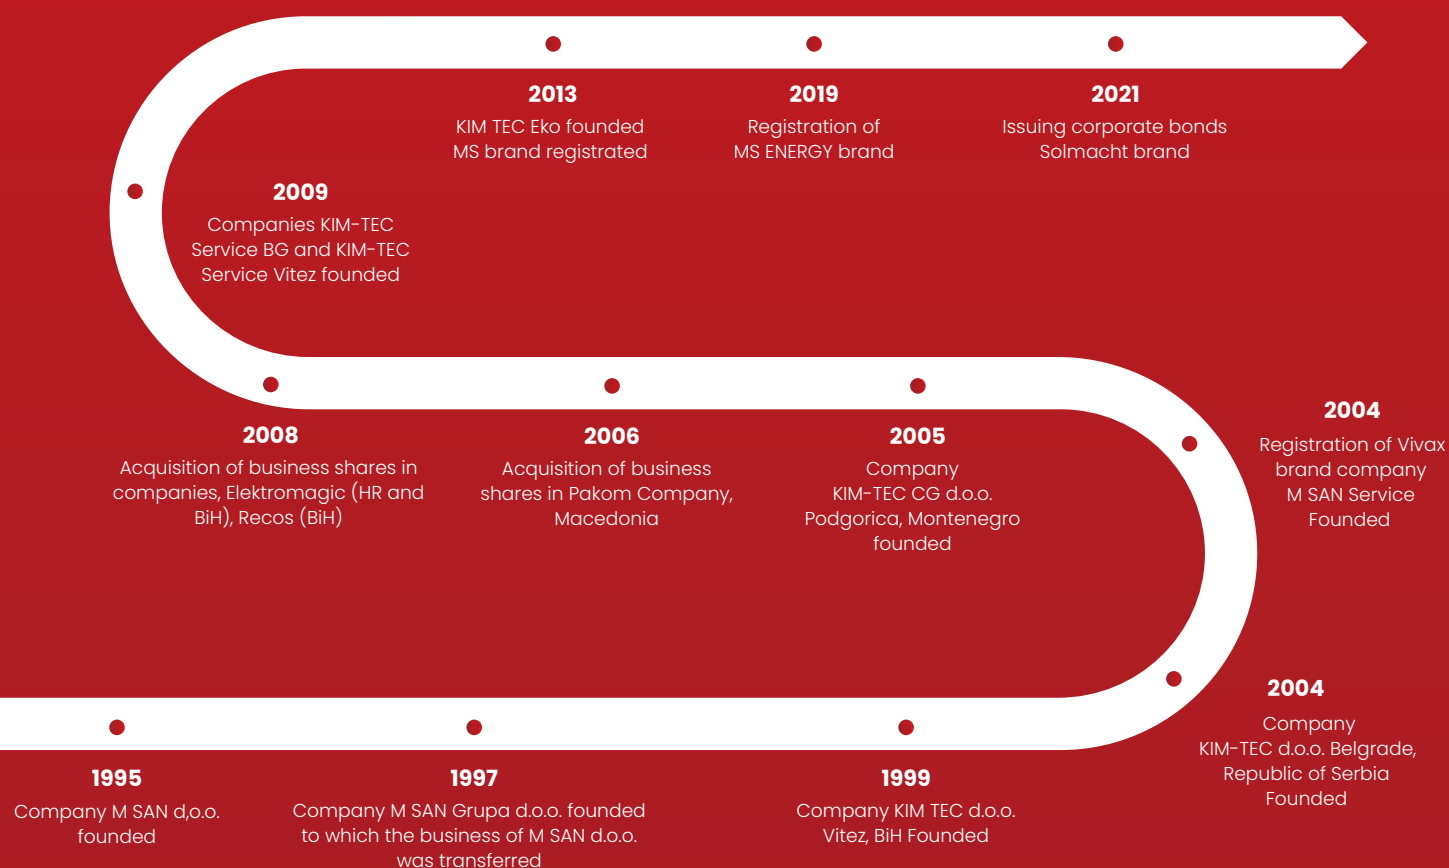 2013
KIM TEC Eko founded
MS brand registrated
2019
Registration of
MS ENERGY brand
2021
Issuing corporate bonds
Solmacht brand
2009
Companies KIM-TEC
Service BG and KIM-TEC
Service Vitez founded
2008
Acquisition of business shares in
companies, Elektromagic (HR and
BiH), Recos (BiH)
2006
Acquisition of business
shares in Pakom Company,
Macedonia
2005
Company
KIM-TEC CG d.o.o.
Podgorica, Montenegro
founded
2004
Registration of Vivax
brand company
M SAN Service
Founded
2004
Company
KIM-TEC d.o.o. Belgrade,
Republic of Serbia
Founded
1995
Company M SAN d,o.o.
founded
1997
Company M SAN Grupa d.o.o. founded
to which the business of M SAN d.o.o.
was transferred
1999
Company KIM TEC d.o.o.
Vitez, BiH Founded